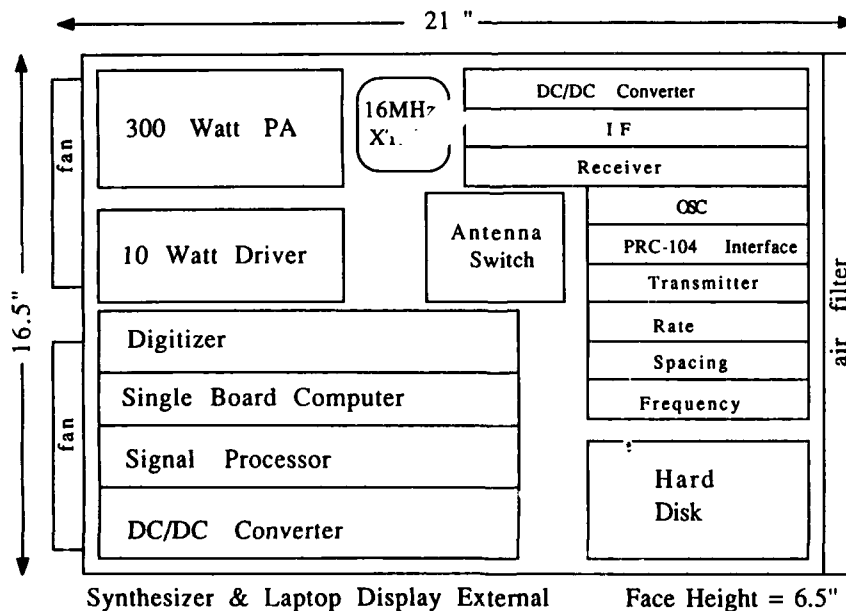 21 "
300 Watt PA
16MHz
DC/DC Converter
IF
Receiver
fan
OSC
10 Watt Driver
Antenna
Switch
PRC-104 Interface
Transmitter
16.5"
air filter
Digitizer
Rate
Spacing
Single Board Computer
Frequency
fan
Signal Processor
Hard
Disk
DC/DC Converter
Synthesizer & Laptop Display External
Face Height = 6.5"